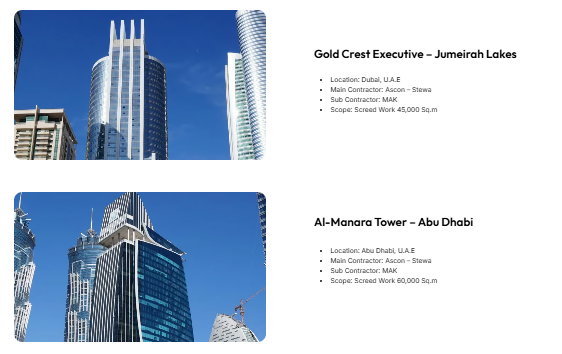 Gold Crest Executive – Jumeirah Lakes
• Location: Dubai, U.A.E
• Main Contractor: Ascon – Stewa
• Sub Contractor: MAK
• Scope: Screed Work 45,000 Sq.m
Al-Manara Tower – Abu Dhabi
• Location: Abu Dhabi, U.A.E
• Main Contractor: Ascon – Stewa
• Sub Contractor: MAK
• Scope: Screed Work 60,000 Sq.m